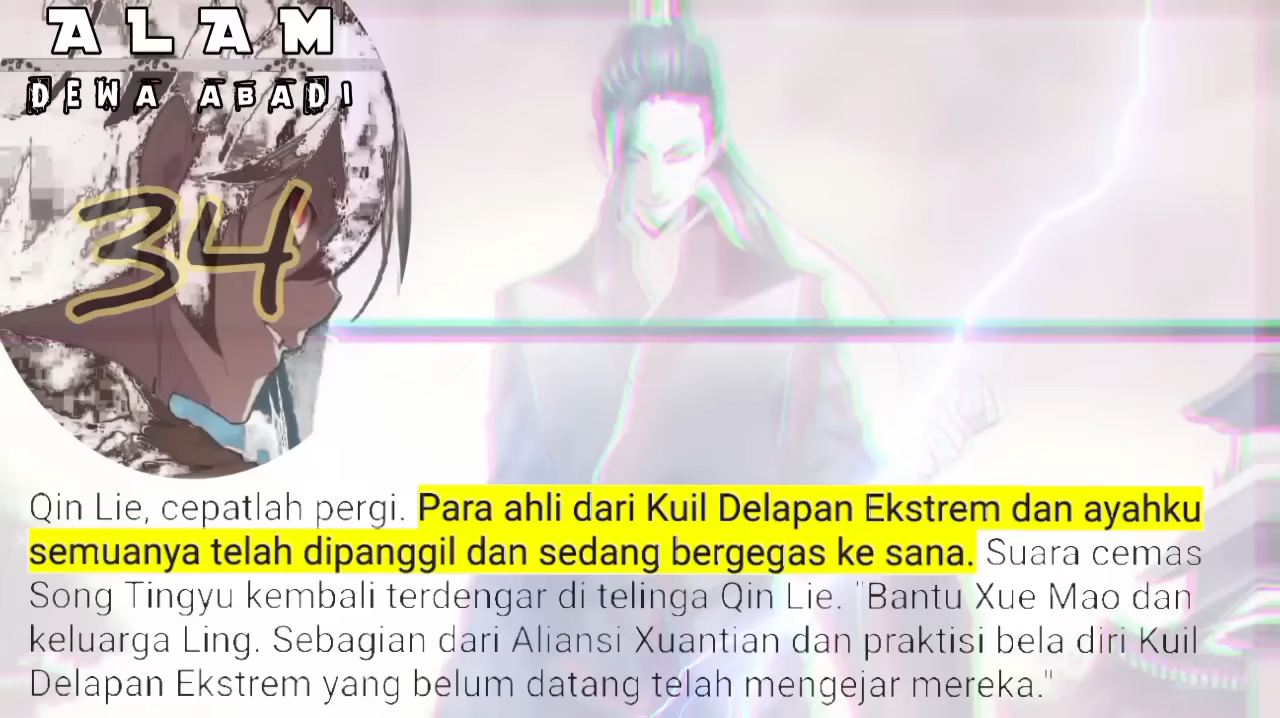 ALAM
DEWA ABADI
34
Qin Lie, cepatlah pergi. Para ahli dari Kuil Delapan Ekstrem dan ayahku
semuanya telah dipanggil dan sedang bergegas ke sana. Suara cemas
Song Tingyu kembali terdengar di telinga Qin Lie. "Bantu Xue Mao dan
keluarga Ling. Sebagian dari Aliansi Xuantian dan praktisi bela diri Kuil
Delapan Ekstrem yang belum datang telah mengejar mereka."